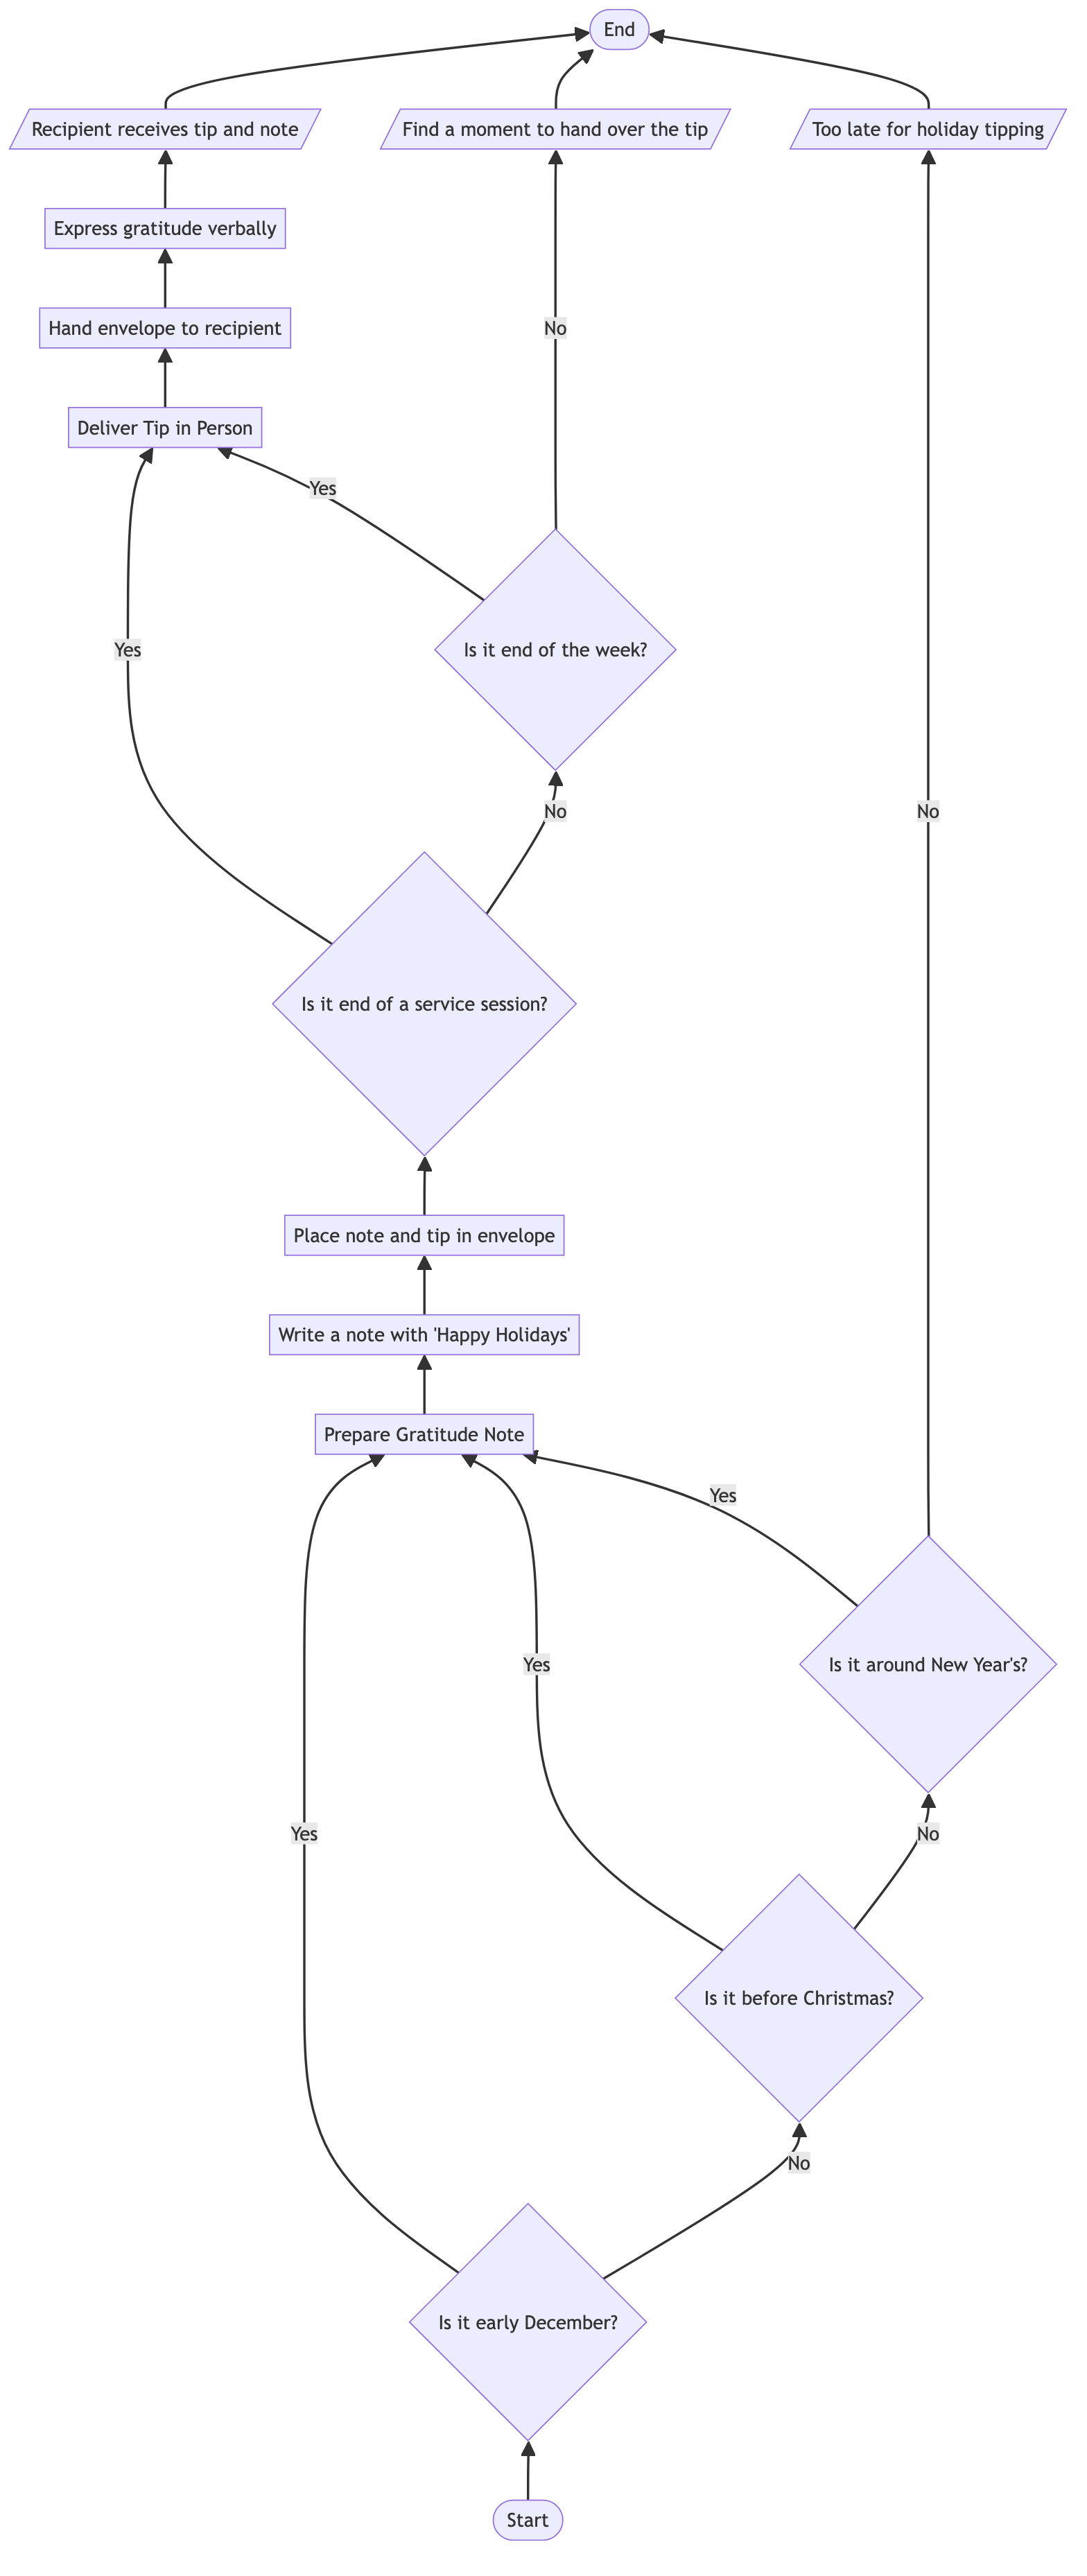 End
Recipient receives tip and note
Find a moment to hand over the tip
Too late for holiday tipping
Express gratitude verbally
Hand envelope to recipient
No
Deliver Tip in Person
Yes
Yes
Is it end of the week?
No
No
Is it end of a service session?
Place note and tip in envelope
Write a note with 'Happy Holidays'
Prepare Gratitude Note
Yes
Yes
Is it around New Year's?
Yes
No
Is it before Christmas?
No
Is it early December?
Start